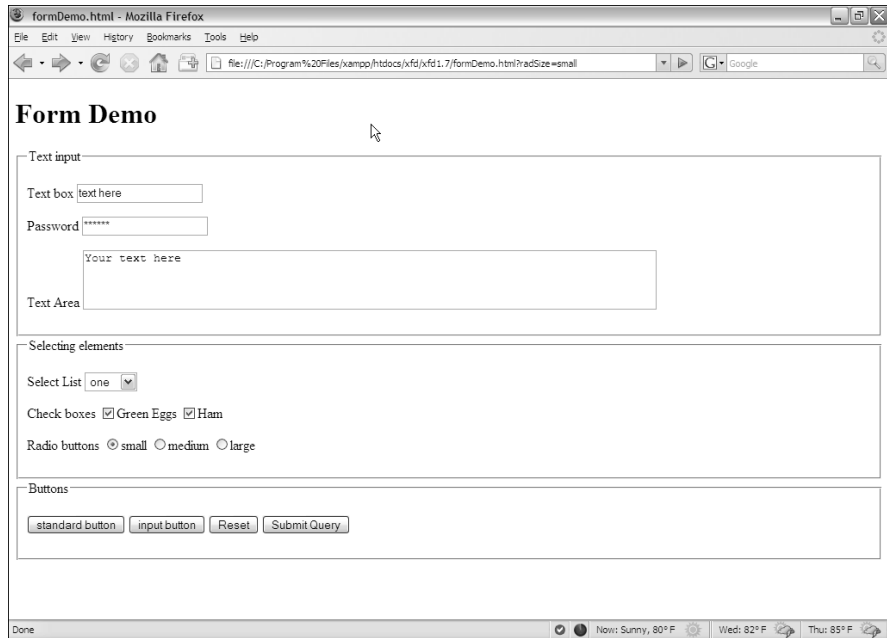 formDemo.html - Mozilla Firefox
File Edit View History Bookmarks Tools Help
file:///C:/Program%20Files/xampp/htdocs/xfd/xfd1.7/formDemo.html?radSize=small
G Google
Form Demo
Text input
Text box text here
Password ******
Your text here
Text Area
Selecting elements
Select List one
Check boxes Green Eggs Ham
Radio buttons small medium large
Buttons
standard button input button Reset Submit Query
Done Now: Sunny, 80° F Wed: 82° F Thu: 85° F